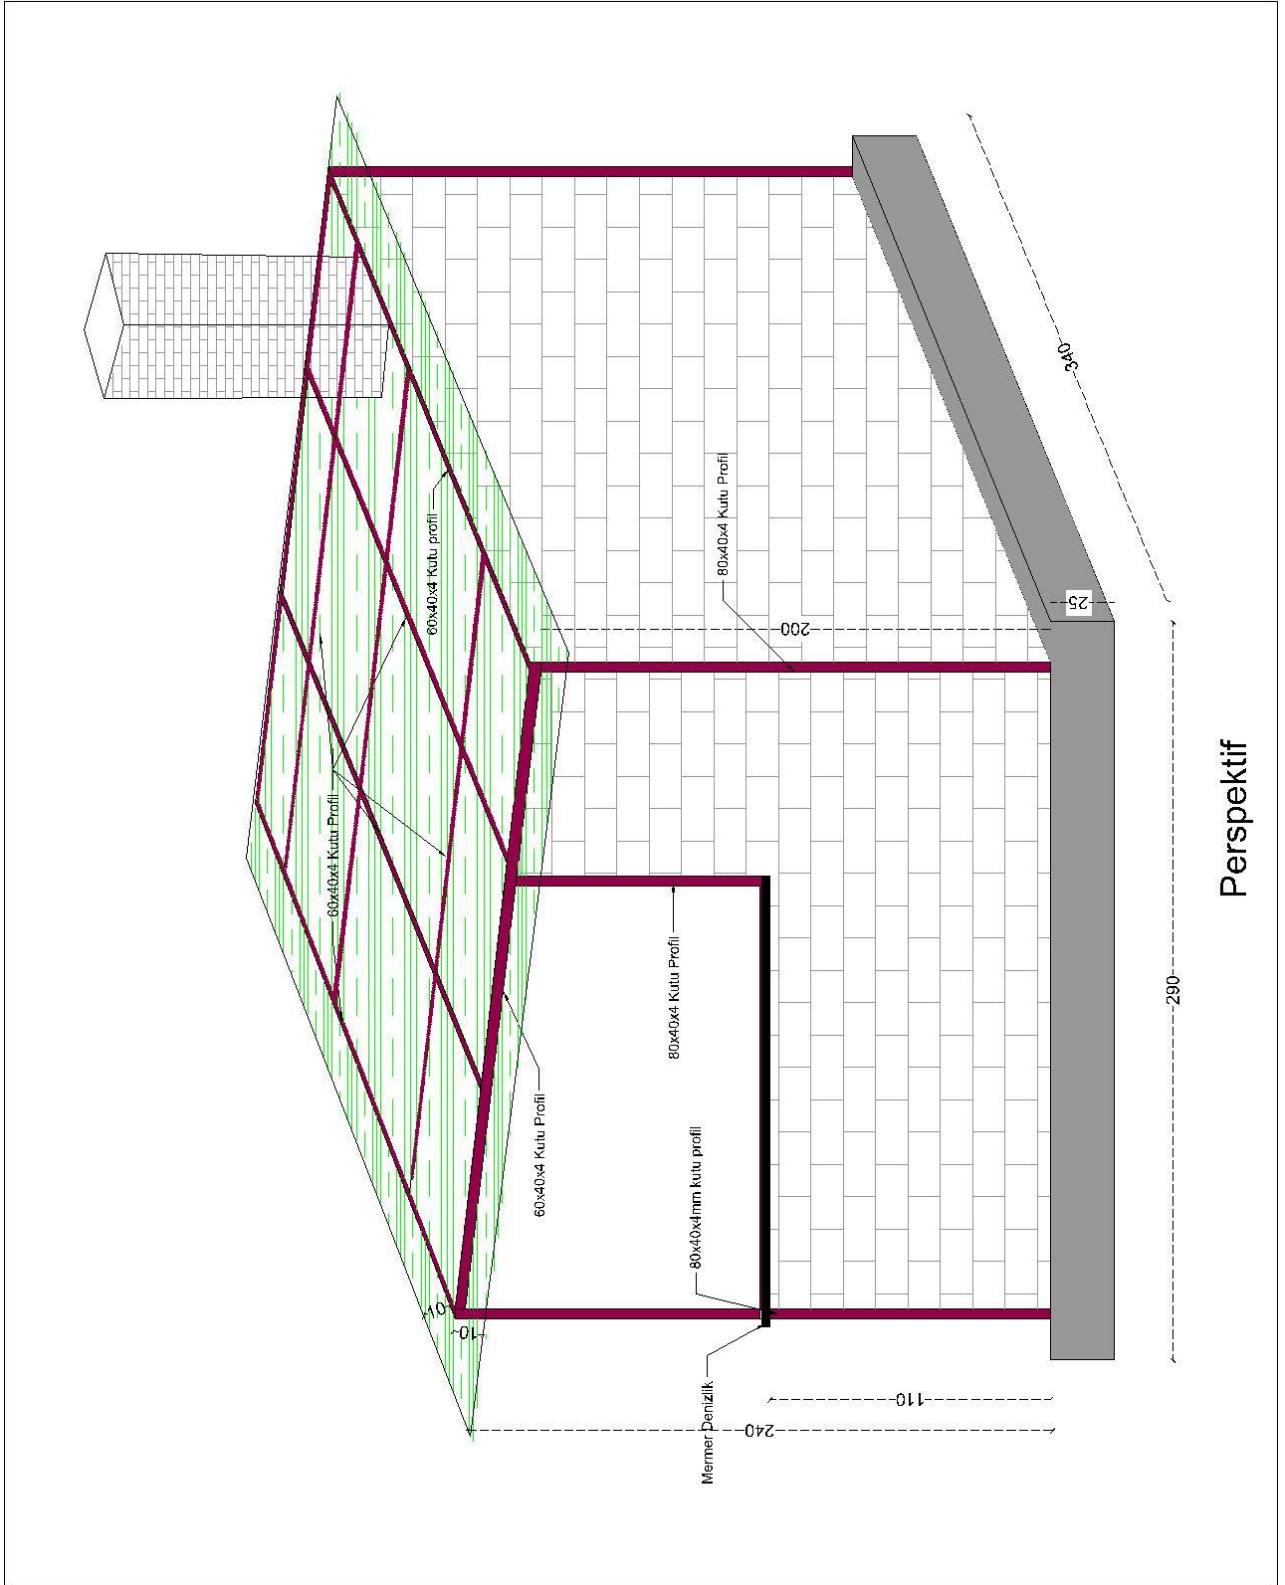 60x40x4 Kutu profil
60x40x4 Kutu Profil
80x40x4 Kutu Profil
200
340
25
80x40x4 Kutu Profil
60x40x4 Kutu Profil
80x40x4mm kutu profil
10
10
Mermer Denizlik
110
240
290
Perspektif